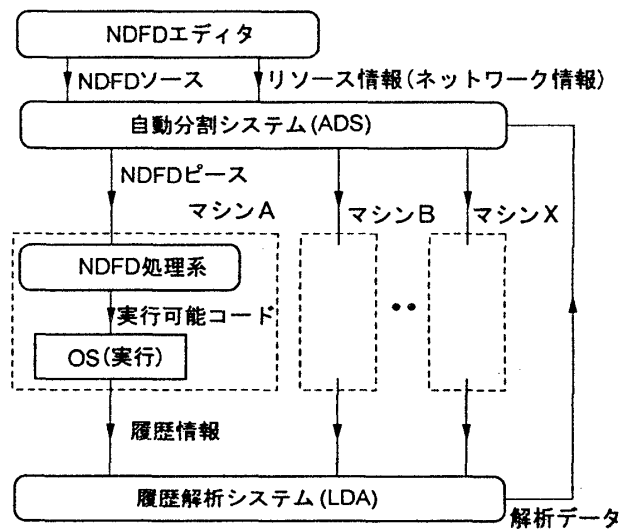 NDFDエディタ
NDFDソース
リソース情報(ネットワーク情報)
自動分割システム(ADS)
NDFDピース
マシンA
マシンB
マシンX
NDFD処理系
実行可能コード
OS(実行)
履歴情報
履歴解析システム(LDA)
解析データ